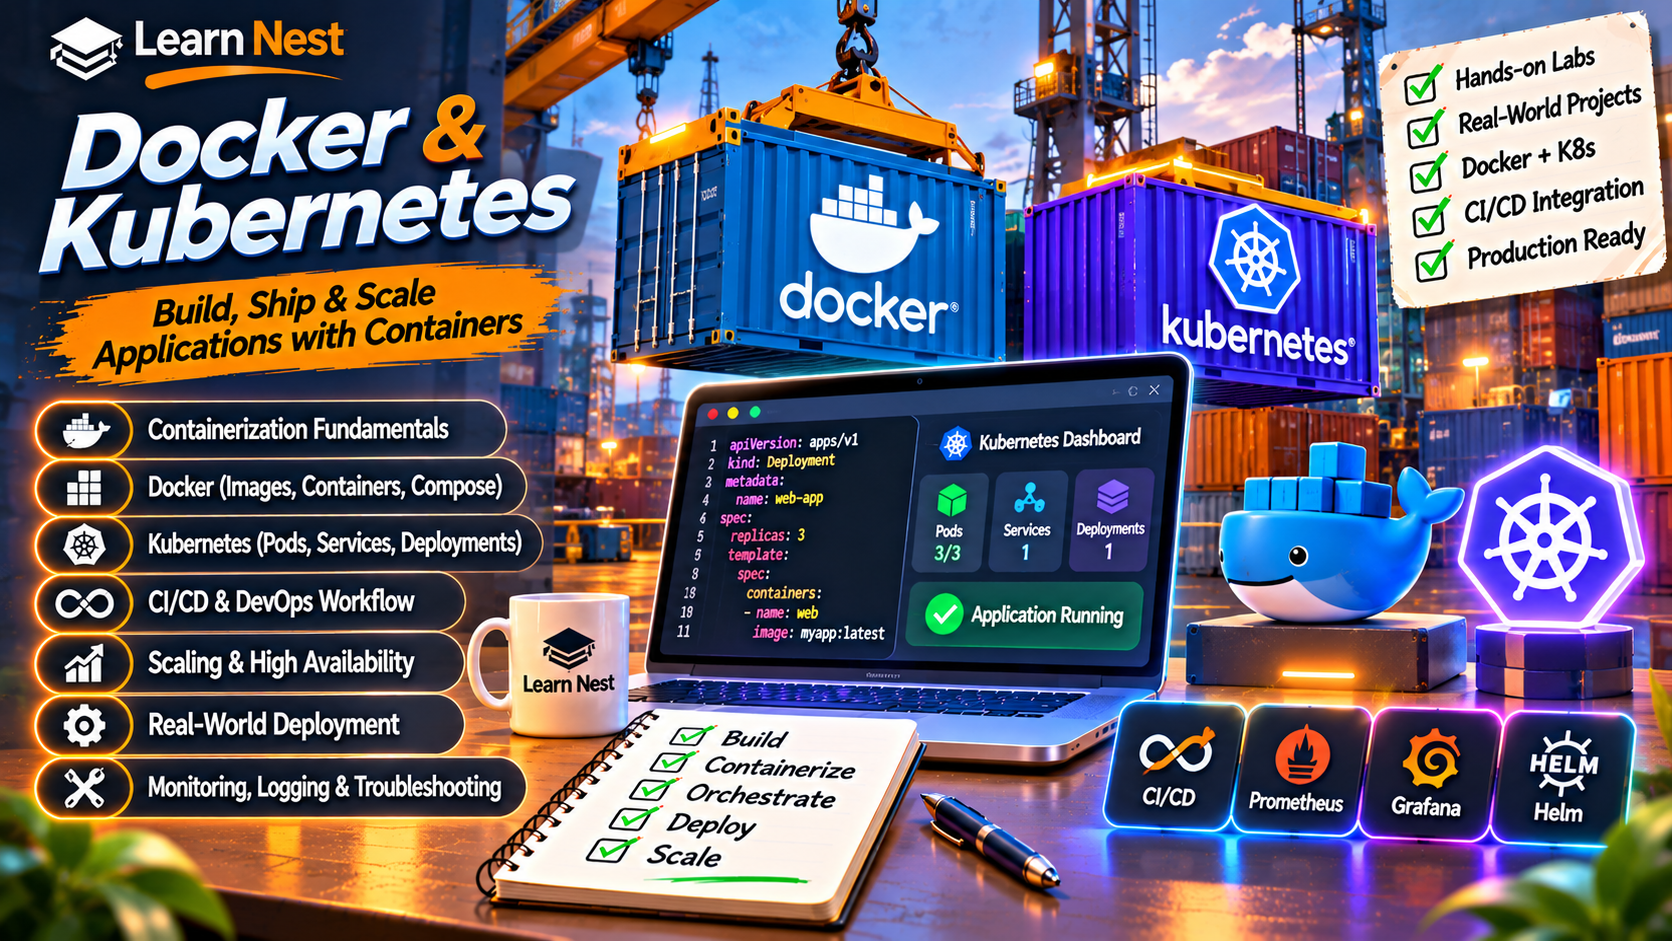 Learn Nest
Docker &
Kubernetes
Build, Ship & Scale
Applications with Containers
Containerization Fundamentals
Docker (Images, Containers, Compose)
Kubernetes (Pods, Services, Deployments)
CI/CD & DevOps Workflow
Scaling & High Availability
Real-World Deployment
Monitoring, Logging & Troubleshooting
docker®
kubernetes®
Hands-on Labs
Real-World Projects
Docker + K8s
CI/CD Integration
Production Ready
1 apiVersion: apps/v1
2 kind: Deployment
3 metadata:
4 name: web-app
6 spec:
5 replicas: 3
6 template:
8 spec:
18 containers:
19 - name: web
11 image: myapp:latest
Kubernetes Dashboard
Pods
3/3
Services
1
Deployments
1
Application Running
Learn Nest
Build
Containerize
Orchestrate
Deploy
Scale
CI/CD
Prometheus
Grafana
HELM
Helm